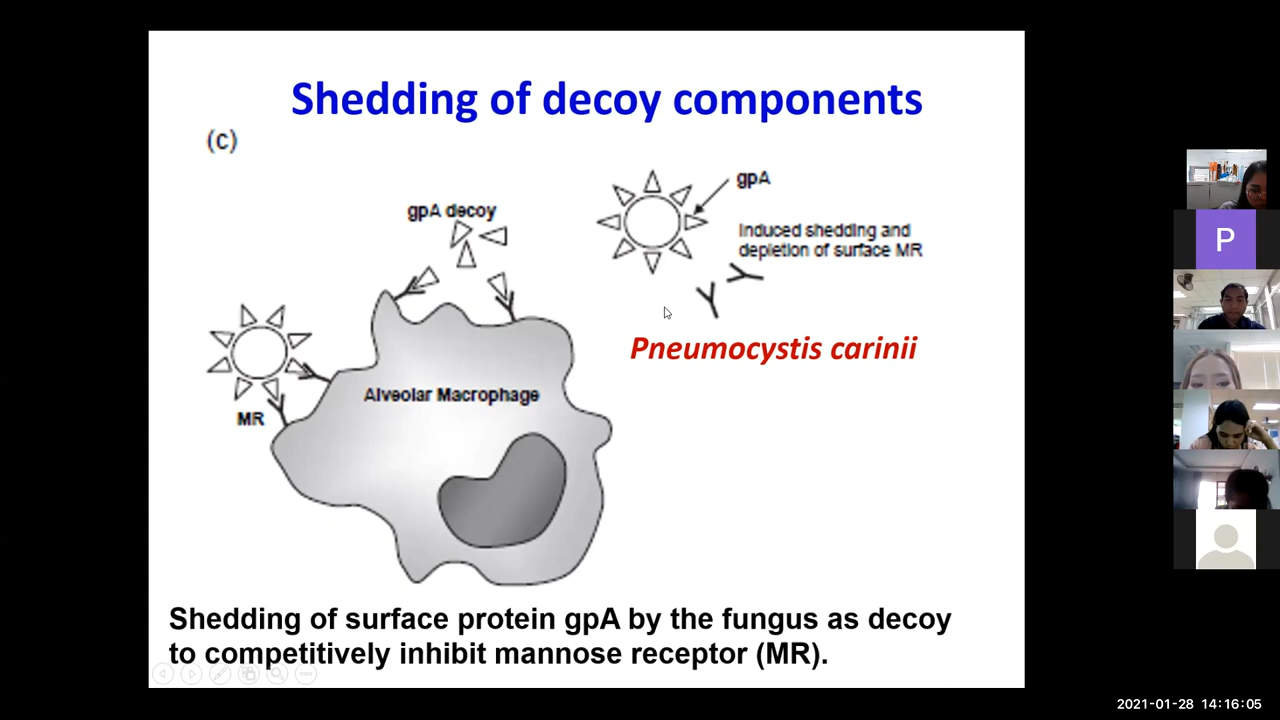 Shedding of decoy components
(c)
gpA
gpA decoy
Induced shedding and
depletion of surface MR
P
Pneumocystis carinii
Alveolar Macrophage
MR
Shedding of surface protein gpA by the fungus as decoy
to competitively inhibit mannose receptor (MR).
2021-01-28 14:16:05